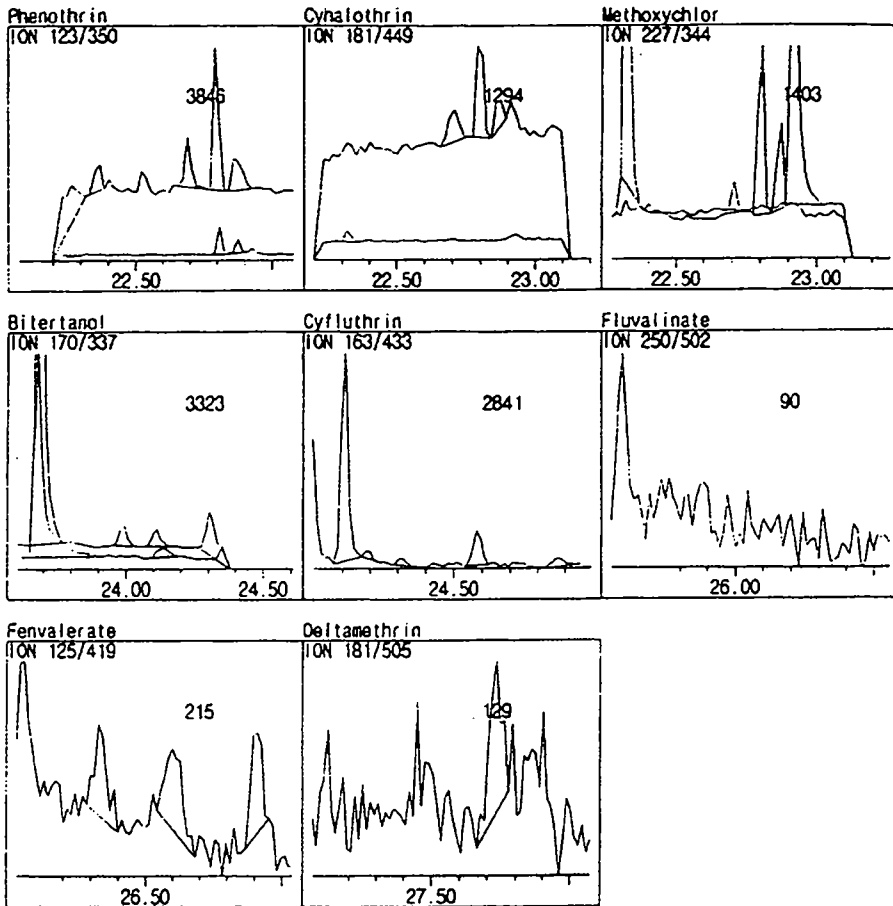 Phenothrin
ION 123/350
3846
22.50
Cyhalothrin
ION 181/449
1294
22.50 23.00
Methoxychlor
ION 227/344
1403
22.50 23.00
Bitertanol
ION 170/337
3323
24.00 24.50
Cyfluthrin
ION 163/433
2841
24.50
Fluvalinate
ION 250/502
90
26.00
Fenvalerate
ION 125/419
215
26.50
Deltamethrin
ION 181/505
129
27.50